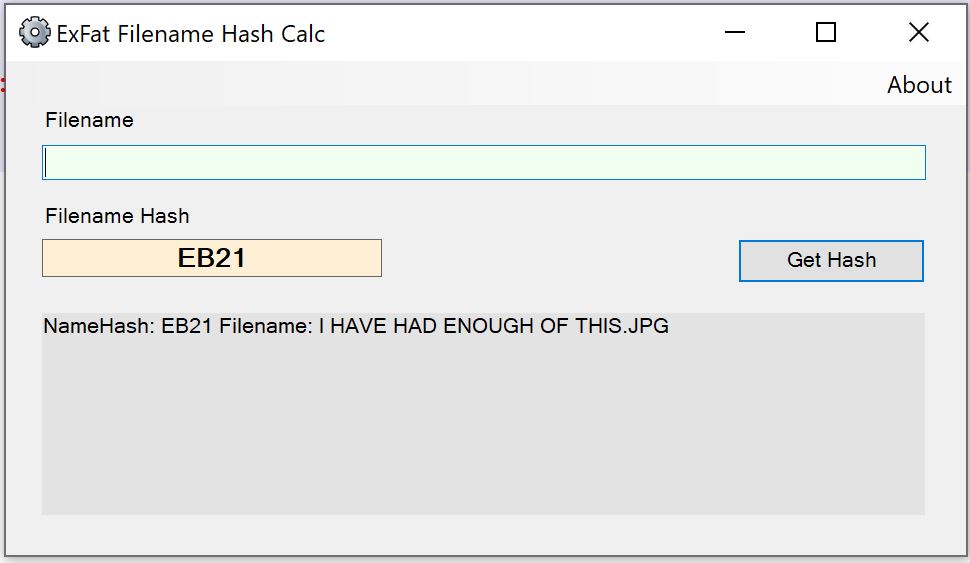 ExFat Filename Hash Calc
About
Filename
Filename Hash
EB21
Get Hash
NameHash: EB21 Filename: I HAVE HAD ENOUGH OF THIS.JPG